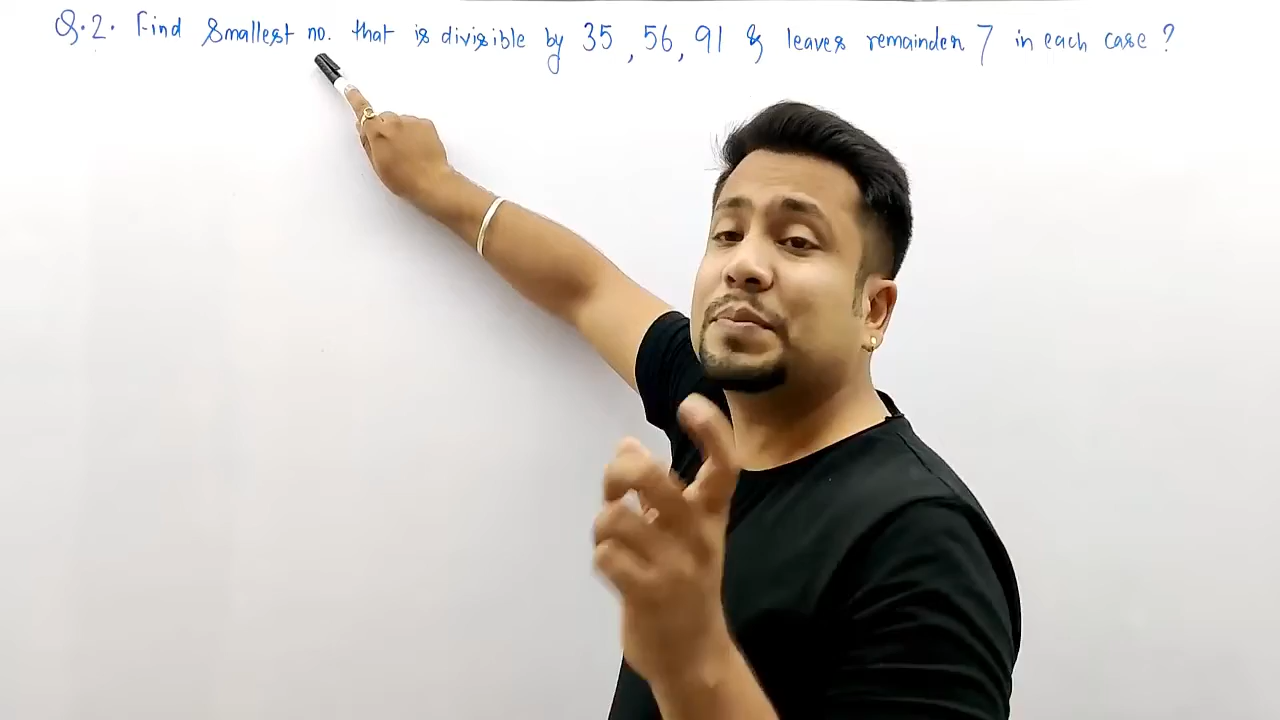 Q.2. Find Smallest no. that is divisible by 35, 56, 91 & leaves remainder 7 in each case ?